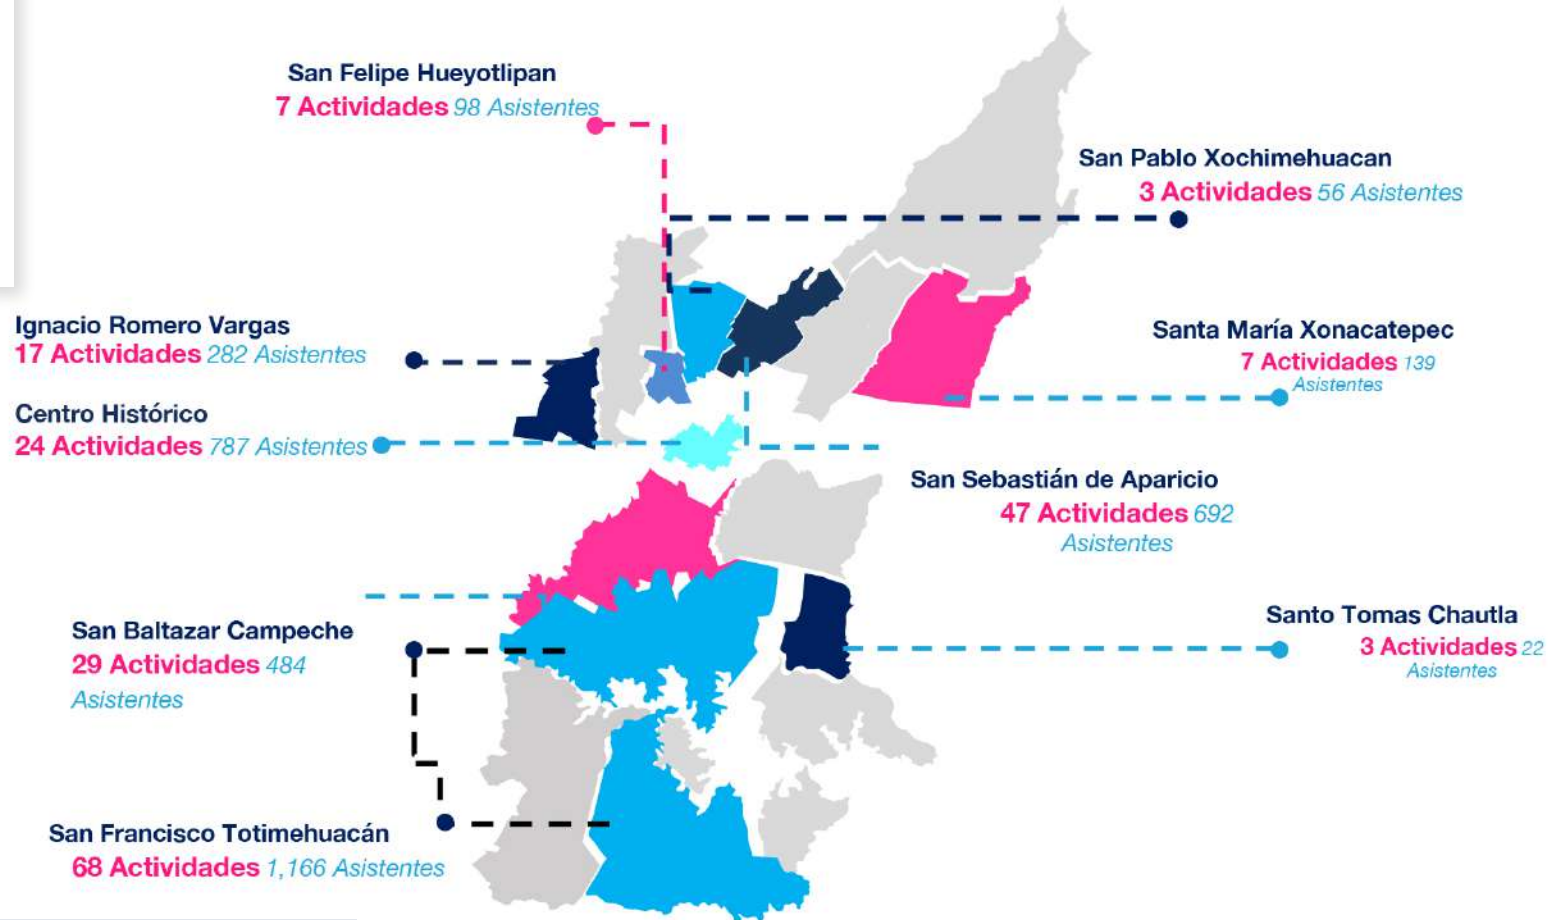 San Felipe Hueyotlipan
7 Actividades 98 Asistentes
San Pablo Xochimehuacan
3 Actividades 56 Asistentes
Ignacio Romero Vargas
17 Actividades 282 Asistentes
Santa María Xonacatepec
7 Actividades 139
Asistentes
Centro Histórico
24 Actividades 787 Asistentes
San Sebastián de Aparicio
47 Actividades 692
Asistentes
San Baltazar Campeche
29 Actividades 484
Asistentes
Santo Tomas Chautla
3 Actividades 22
Asistentes
San Francisco Totimehuacán
68 Actividades 1,166 Asistentes